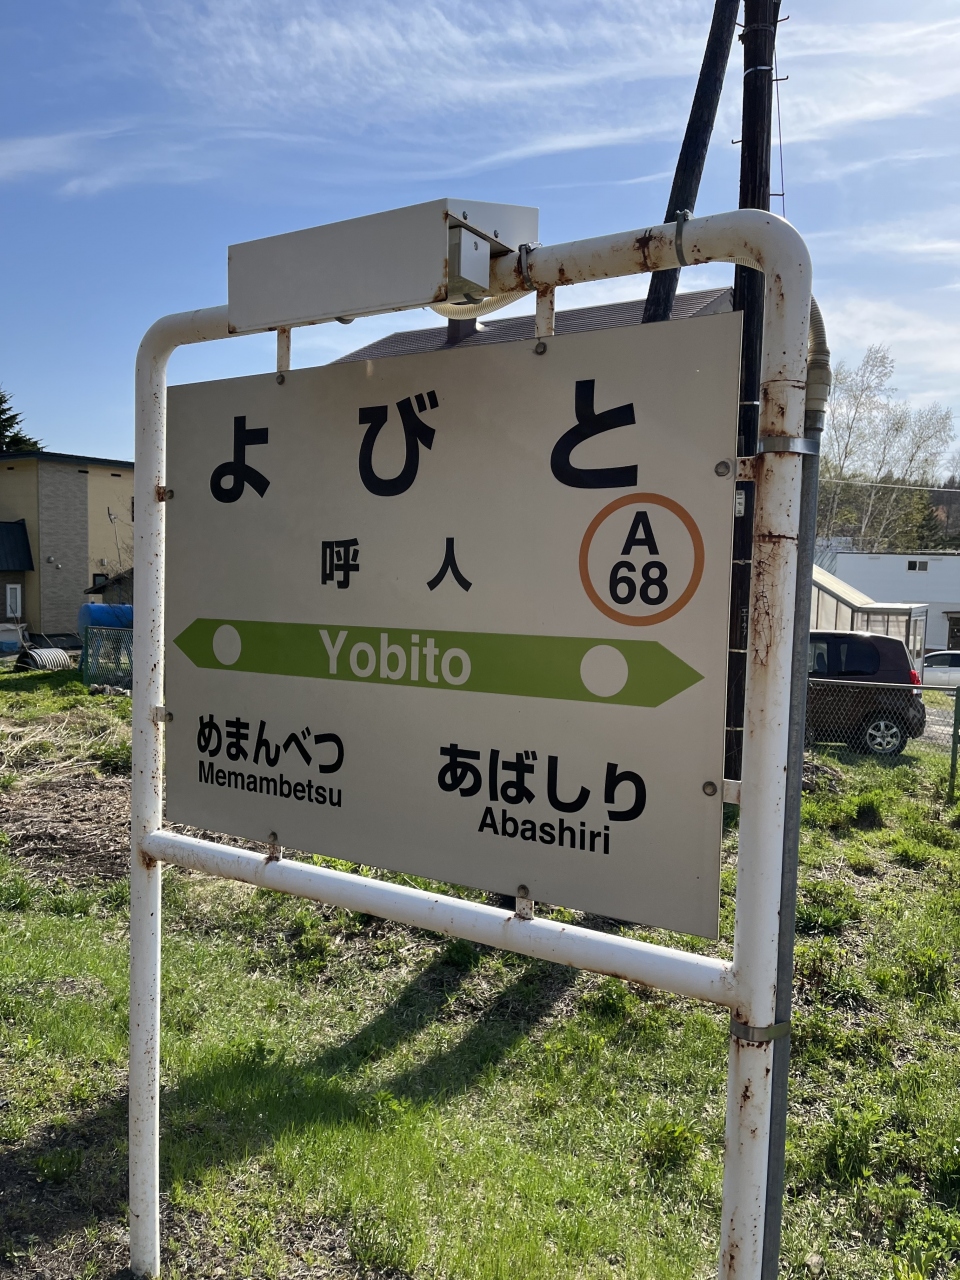 よびと
呼人
A
68
Yobito
めまんべつ
Memambetsu
あばしり
Abashiri